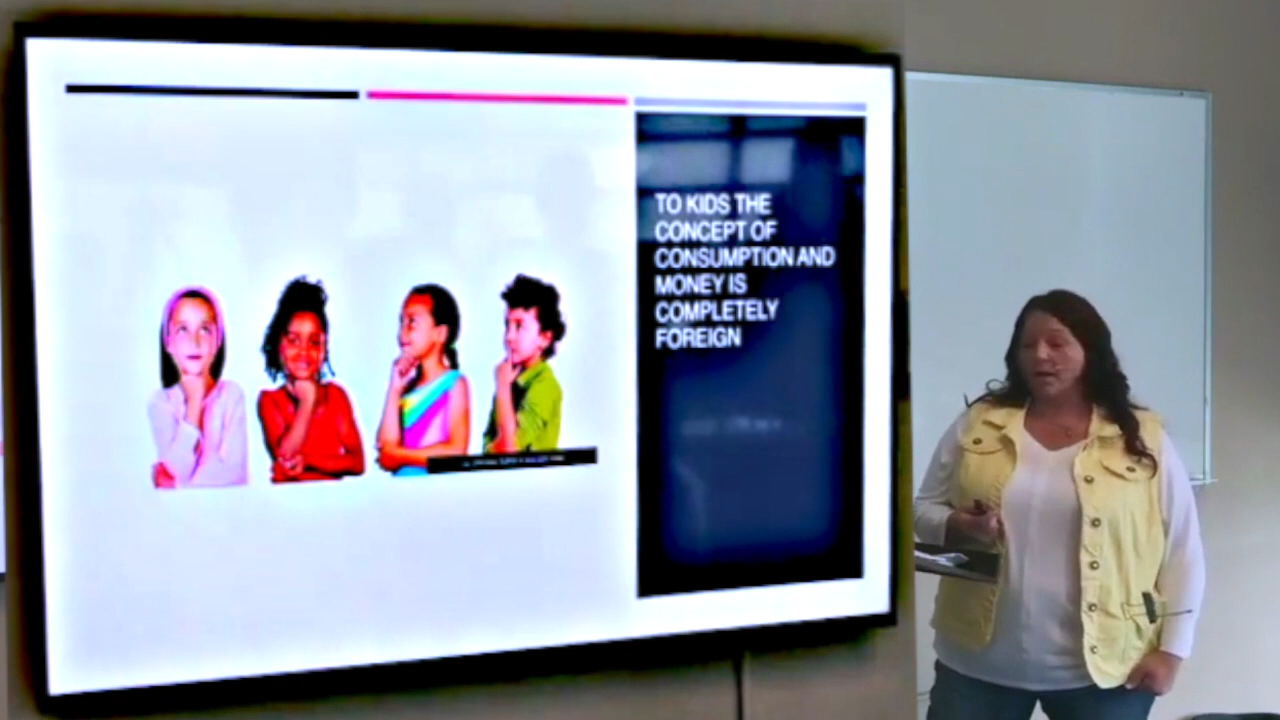 TO KIDS THE
CONCEPT OF
CONSUMPTION AND
MONEY IS
COMPLETELY
FOREIGN